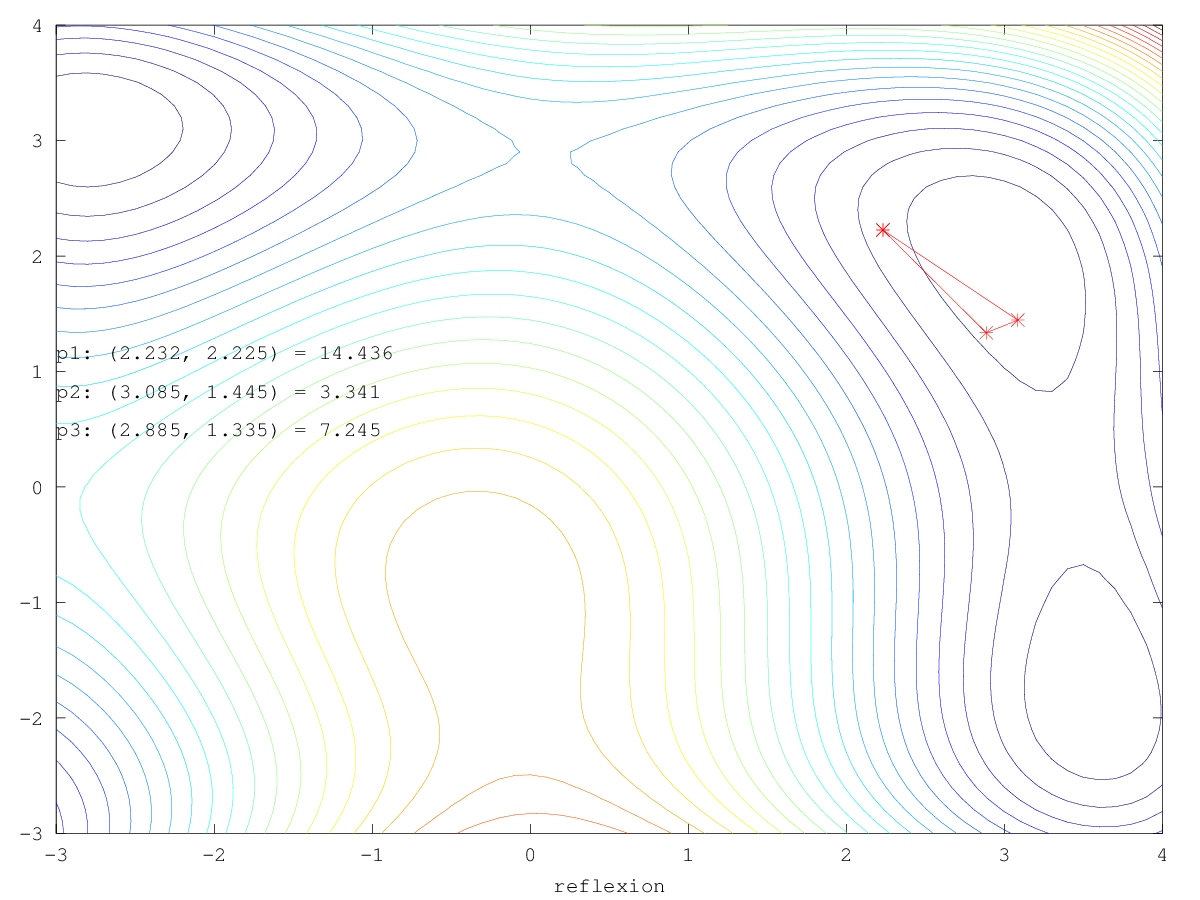 4
3
2
1
0
-1
-2
-3
p1: (2.232, 2.225) = 14.436
p2: (3.085, 1.445) = 3.341
p3: (2.885, 1.335) = 7.245
-3 -2 -1 0 1 2 3 4
reflexion